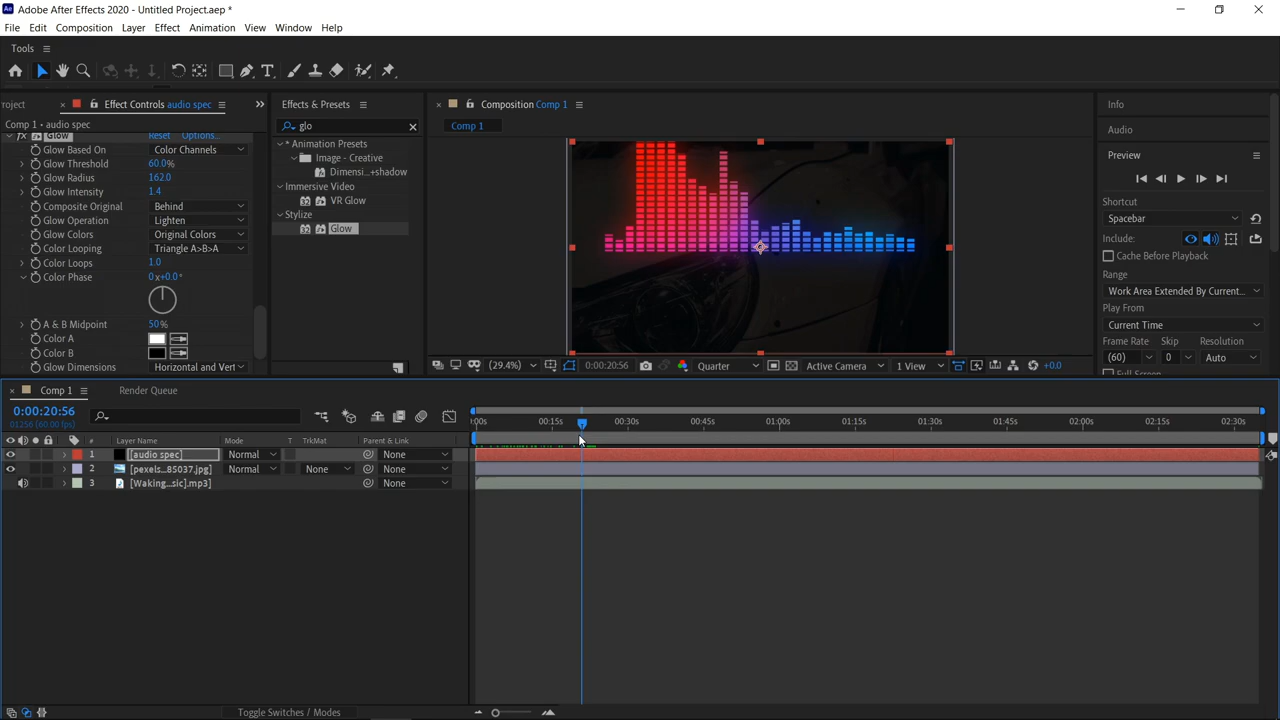 Adobe After Effects 2020 - Untitled Project.aep *
File Edit Composition Layer Effect Animation View Window Help
Tools
roject × Effect Controls audio spec
Comp 1 • audio spec
fx Glow Reset Options...
Glow Based On Color Channels
Glow Threshold 60.0%
Glow Radius 162.0
Glow Intensity 1.4
Composite Original Behind
Glow Operation Lighten
Glow Colors Original Colors
Color Looping Triangle A>B>A
Color Loops 1.0
Color Phase 0x+0.0°
A & B Midpoint 50%
Color A
Color B
Glow Dimensions Horizontal and Vert
Effects & Presets
glo
* Animation Presets
Image - Creative
Dimensi...+shadow
Immersive Video
VR Glow
Stylize
Glow
Composition Comp 1
Comp 1
(29.4%) 0:00:20:56 Quarter Active Camera 1 View +0.0
Info
Audio
Preview
Shortcut
Spacebar
Include:
Cache Before Playback
Range
Work Area Extended By Current...
Play From
Current Time
Frame Rate Skip Resolution
(60) 0 Auto
Full Screen
Comp 1 Render Queue
0:00:20:56
01256 (60.00 fps)
:00s 00:15s 00:30s 00:45s 01:00s 01:15s 01:30s 01:45s 02:00s 02:15s 02:30s
# Layer Name Mode T TrkMat Parent & Link
1 [audio spec] Normal None
2 [pexels...85037.jpg] Normal None None
3 [Waking...sic].mp3] None
Toggle Switches / Modes